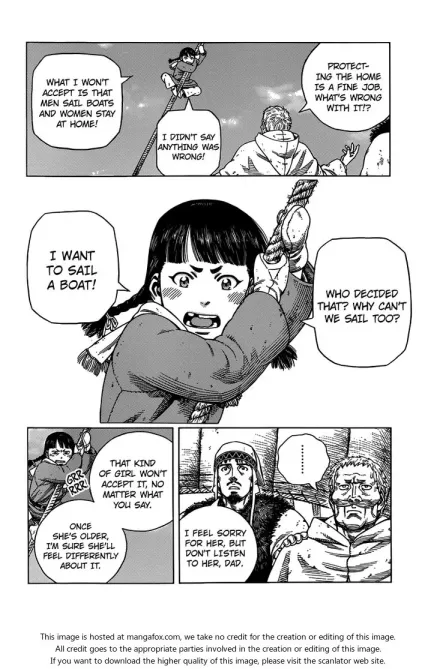 PROTECT-
ING THE HOME
IS A FINE JOB.
WHAT'S WRONG
WITH IT!?
I DIDN'T SAY
ANYTHING WAS
WRONG!
WHAT I WON'T
ACCEPT IS THAT
MEN SAIL BOATS
AND WOMEN STAY
AT HOME!
WHO DECIDED
THAT? WHY CAN'T
WE SAIL TOO?
I WANT
TO SAIL
A BOAT!
........
I FEEL SORRY
FOR HER, BUT
DON'T LISTEN
TO HER, DAD.
THAT KIND
OF GIRL WON'T
ACCEPT IT, NO
MATTER WHAT
YOU SAY.
GRR
RRR!
ONCE
SHE'S OLDER,
I'M SURE SHE'LL
FEEL DIFFERENTLY
ABOUT IT.
This image is hosted at mangafox.com, we take no credit for the creation or editing of this image.
All credit goes to the appropriate parties involved in the creation or editing of this image.
If you want to download the higher quality of this image, please visit the scanlator web site.